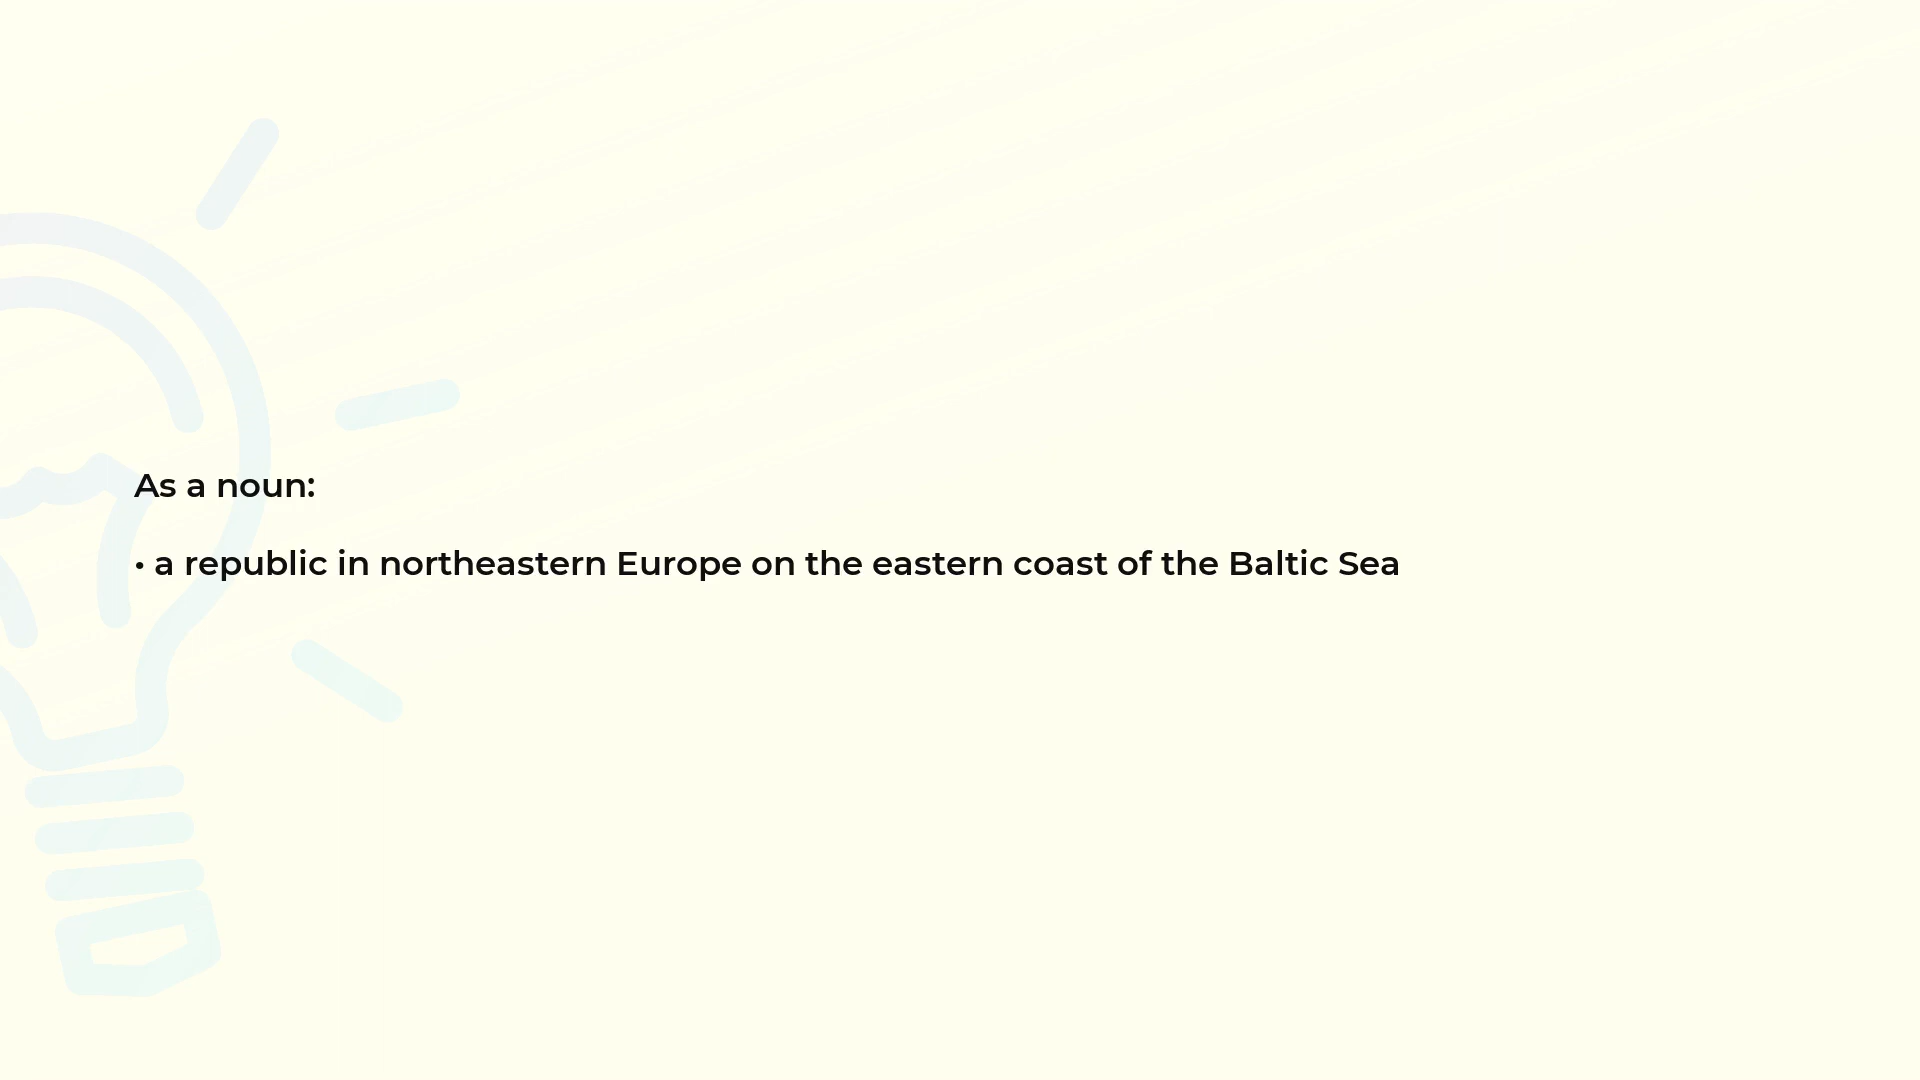 As a noun:
• a republic in northeastern Europe on the eastern coast of the Baltic Sea